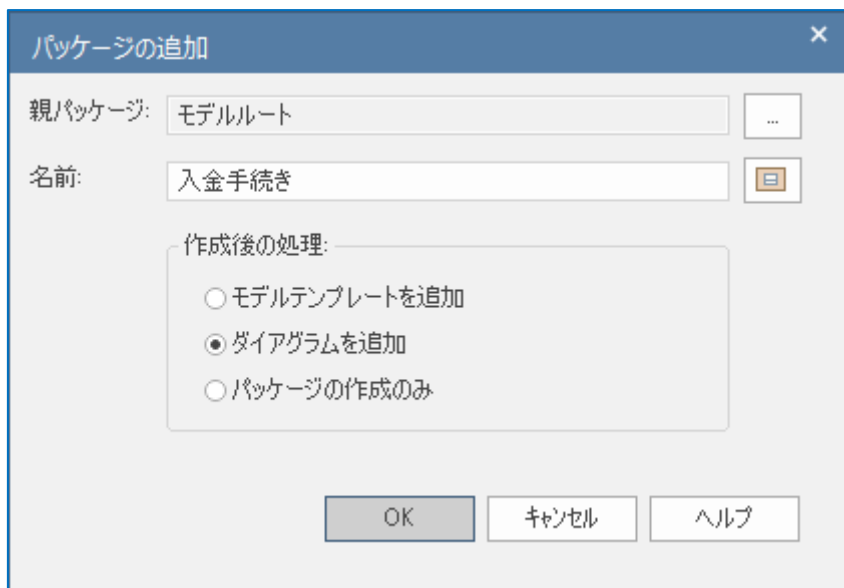 パッケージの追加
親パッケージ: モデルルート ...
名前: 入金手続き
作成後の処理:
モデルテンプレートを追加
ダイアグラムを追加
パッケージの作成のみ
OK キャンセル ヘルプ